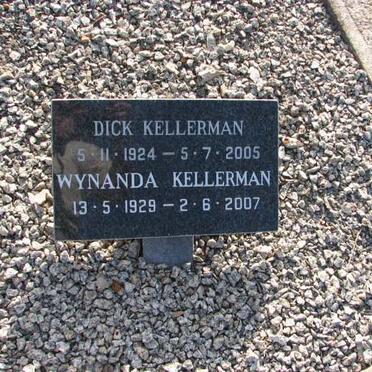 DICK KELLERMAN
5·11·1924 – 5·7·2005
WYNANDA KELLERMAN
13·5·1929 – 2·6·2007